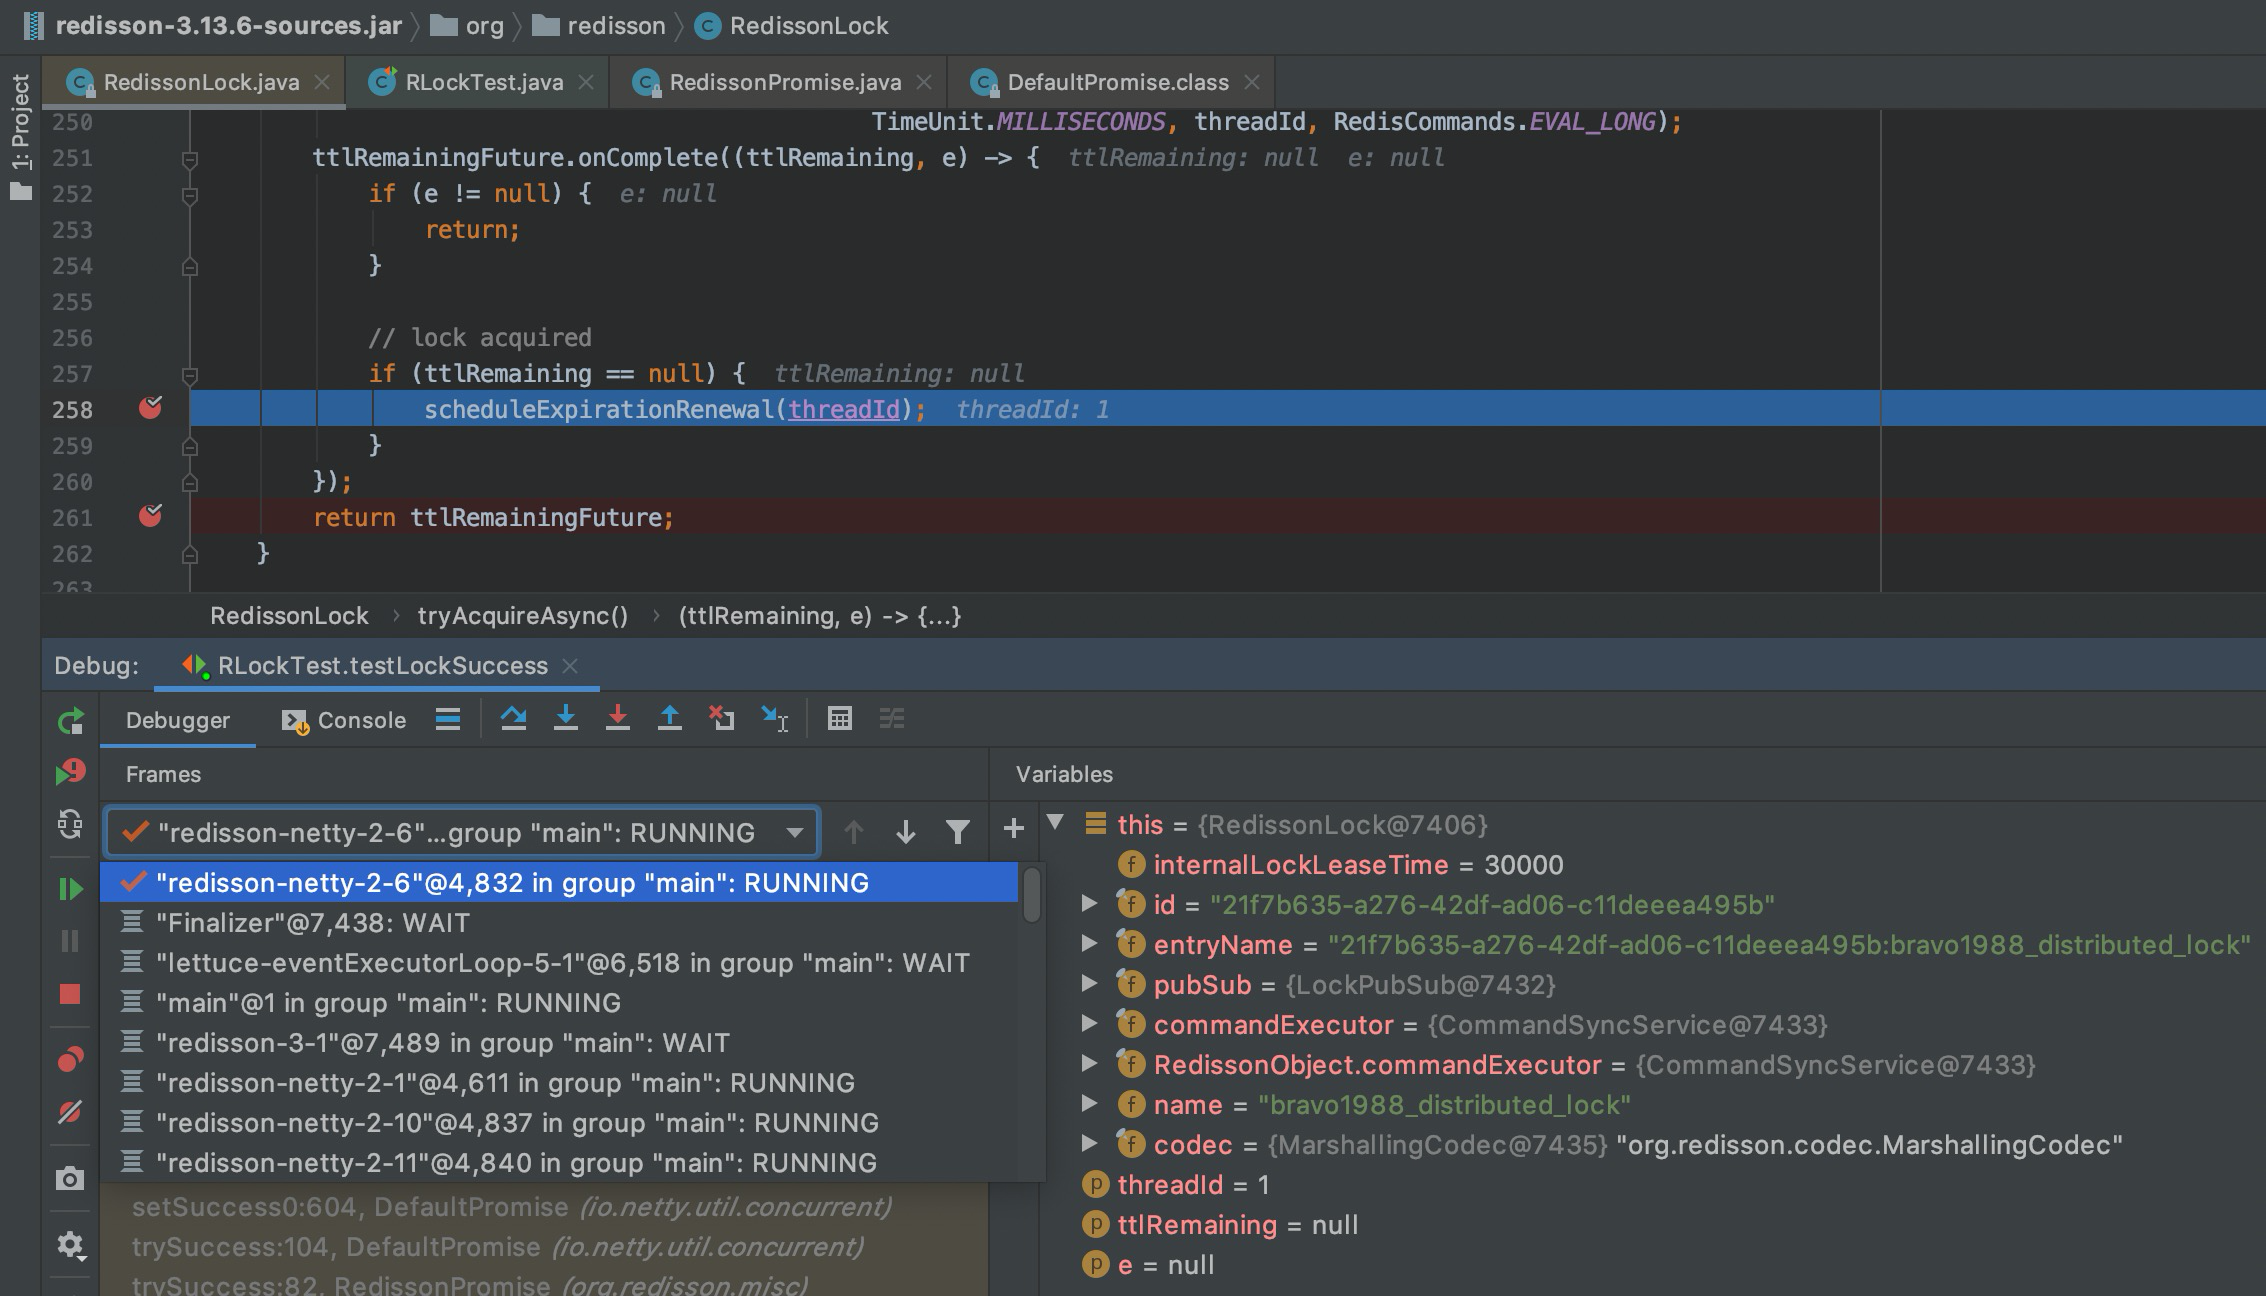 redisson-3.13.6-sources.jar org redisson RedissonLock
1: Project
RedissonLock.java RLockTest.java RedissonPromise.java DefaultPromise.class
250 TimeUnit.MILLISECONDS, threadId, RedisCommands.EVAL_LONG);
251 ttlRemainingFuture.onComplete((ttlRemaining, e) -> { ttlRemaining: null e: null
252 if (e != null) { e: null
253 return;
254 }
255
256 // lock acquired
257 if (ttlRemaining == null) { ttlRemaining: null
258 scheduleExpirationRenewal(threadId); threadId: 1
259 }
260 });
261 return ttlRemainingFuture;
262 }
263
RedissonLock › tryAcquireAsync() › (ttlRemaining, e) -> {...}
Debug: RLockTest.testLockSuccess
Debugger Console
Frames
"redisson-netty-2-6"...group "main": RUNNING
"redisson-netty-2-6"@4,832 in group "main": RUNNING
"Finalizer"@7,438: WAIT
"lettuce-eventExecutorLoop-5-1"@6,518 in group "main": WAIT
"main"@1 in group "main": RUNNING
"redisson-3-1"@7,489 in group "main": WAIT
"redisson-netty-2-1"@4,611 in group "main": RUNNING
"redisson-netty-2-10"@4,837 in group "main": RUNNING
"redisson-netty-2-11"@4,840 in group "main": RUNNING
setSuccess0:604, DefaultPromise (io.netty.util.concurrent)
trySuccess:104, DefaultPromise (io.netty.util.concurrent)
trySuccess:82, RedissonPromise (org.redisson.misc)
Variables
this = {RedissonLock@7406}
internalLockLeaseTime = 30000
id = "21f7b635-a276-42df-ad06-c11deeea495b"
entryName = "21f7b635-a276-42df-ad06-c11deeea495b:bravo1988_distributed_lock"
pubSub = {LockPubSub@7432}
commandExecutor = {CommandSyncService@7433}
RedissonObject.commandExecutor = {CommandSyncService@7433}
name = "bravo1988_distributed_lock"
codec = {MarshallingCodec@7435} "org.redisson.codec.MarshallingCodec"
threadId = 1
ttlRemaining = null
e = null